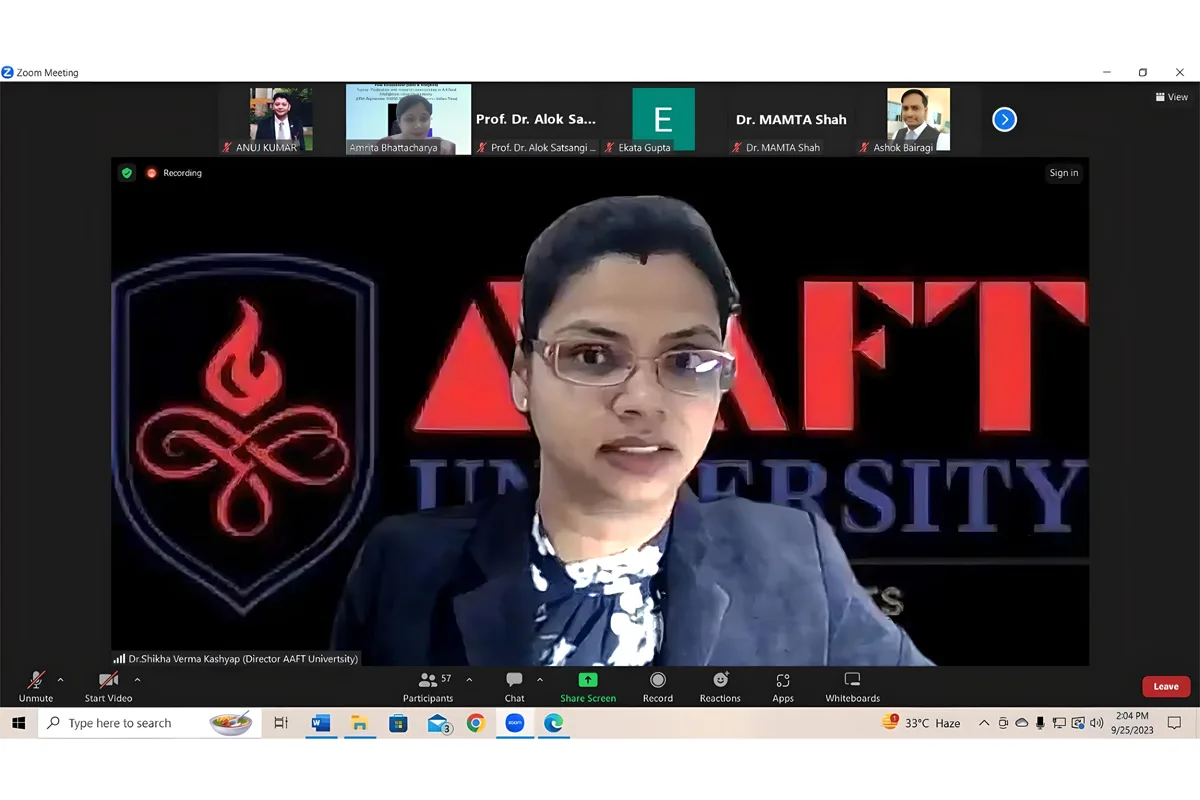 Zoom Meeting
View
Prof. Dr. Alok Sa...
E
Dr. MAMTA Shah
ANUJ KUMAR
Amrita Bhattacharya
Prof. Dr. Alok Satsangi ...
Ekata Gupta
Dr. MAMTA Shah
Ashok Bairagi
Recording
Sign in
AAFT
UNIVERSITY
TS
Dr.Shikha Verma Kashyap (Director AAFT Univertsity)
57
Unmute
Start Video
Participants
Chat
Share Screen
Record
Reactions
Apps
Whiteboards
Leave
Type here to search
W
3
zoom
1
33°C Haze
2:04 PM
9/25/2023